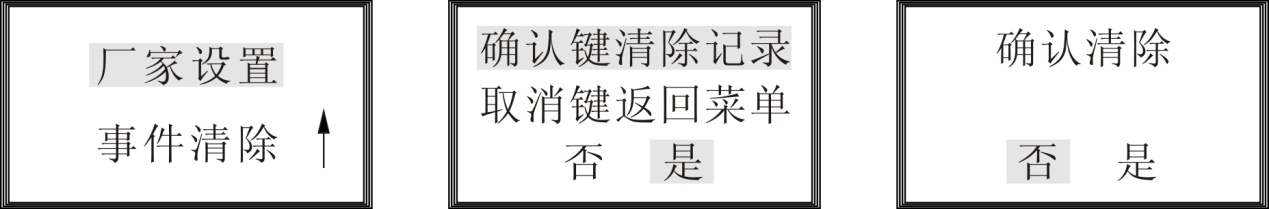 厂家设置
事件清除
确认键清除记录
取消键返回菜单
否 是
确认清除
否 是